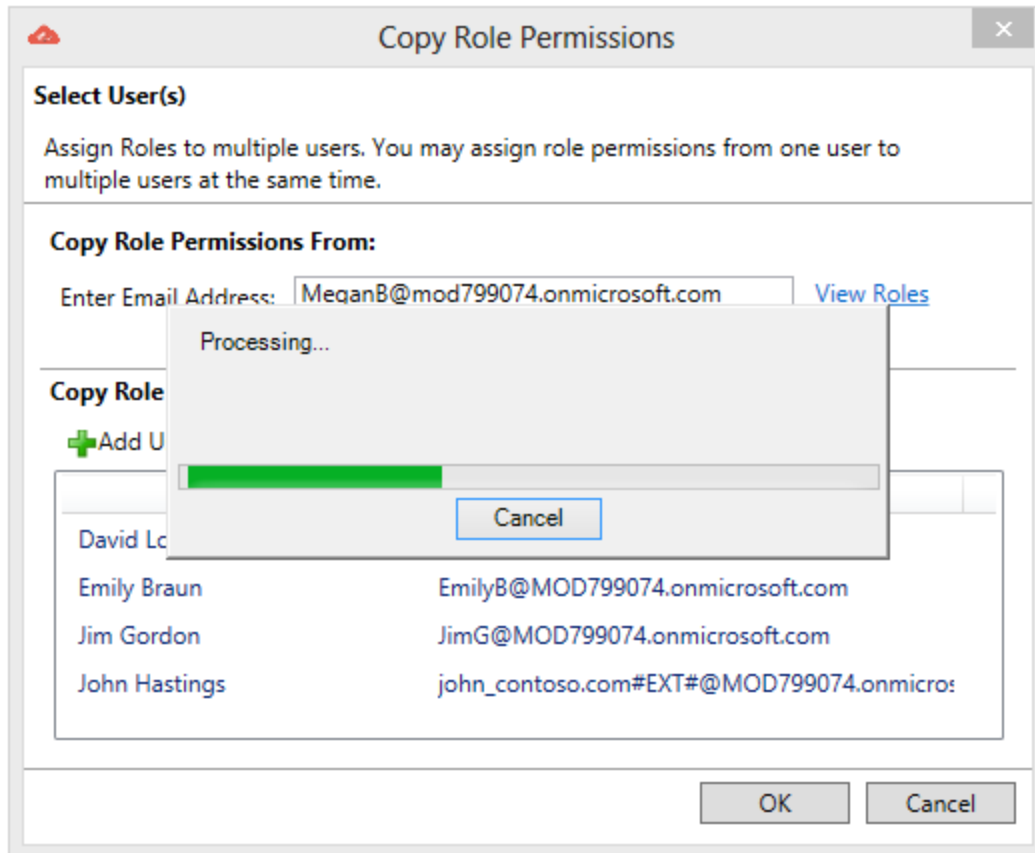 Copy Role Permissions
Select User(s)
Assign Roles to multiple users. You may assign role permissions from one user to
multiple users at the same time.
Copy Role Permissions From:
Enter Email Address: MeganB@mod799074.onmicrosoft.com View Roles
Processing...
Copy Role
Add U
Cancel
David Lo
Emily Braun EmilyB@MOD799074.onmicrosoft.com
Jim Gordon JimG@MOD799074.onmicrosoft.com
John Hastings john_contoso.com#EXT#@MOD799074.onmicros
OK Cancel